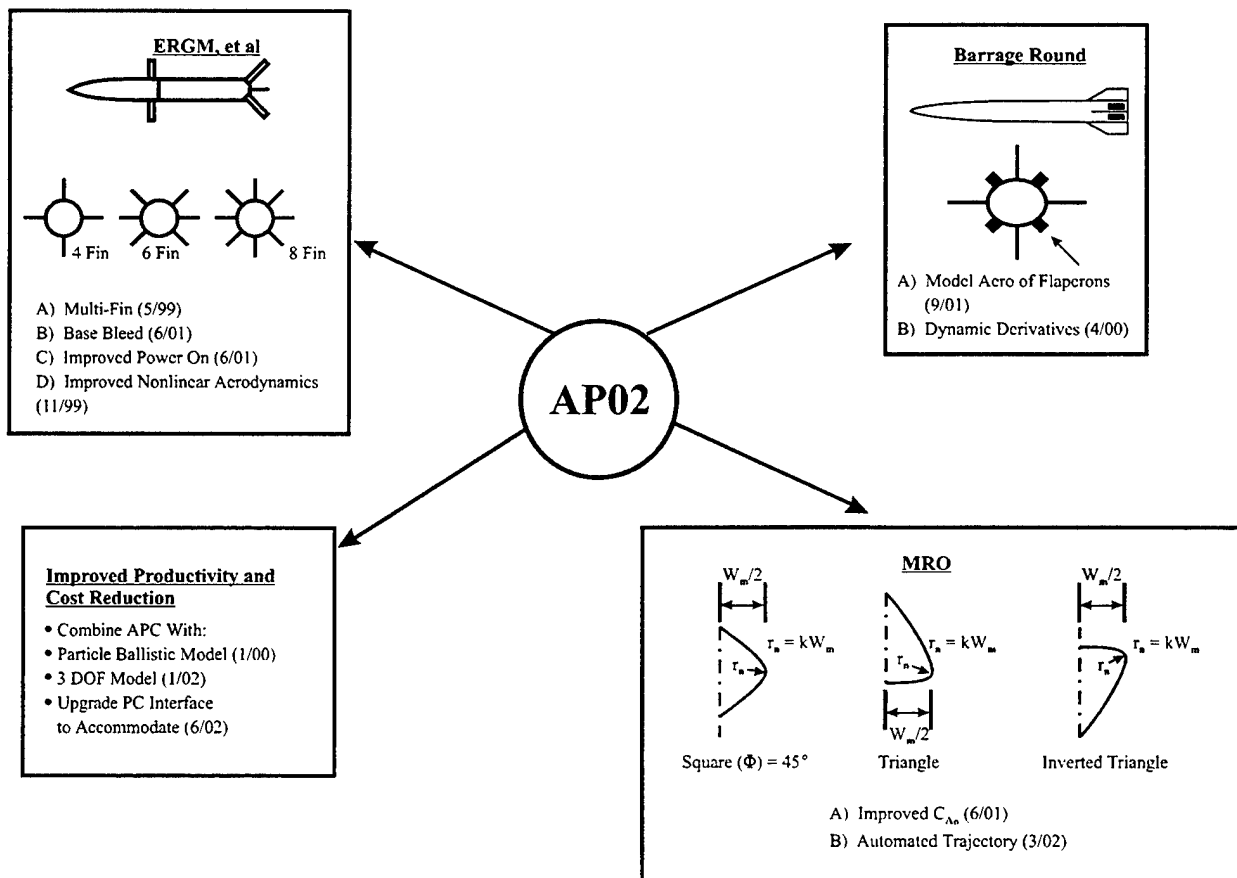 ERGM, et al
4 Fin
6 Fin
8 Fin
A) Multi-Fin (5/99)
B) Base Bleed (6/01)
C) Improved Power On (6/01)
D) Improved Nonlinear Aerodynamics
(11/99)
Barrage Round
A) Model Aero of Flaperons
(9/01)
B) Dynamic Derivatives (4/00)
AP02
Improved Productivity and
Cost Reduction
• Combine APC With:
• Particle Ballistic Model (1/00)
• 3 DOF Model (1/02)
• Upgrade PC Interface
to Accommodate (6/02)
MRO
Wm/2
rn = kWm
rn
Square (Φ) = 45°
rn = kWm
rn
Wm/2
Triangle
Wm/2
rn = kWm
rn
Inverted Triangle
A) Improved CAo (6/01)
B) Automated Trajectory (3/02)